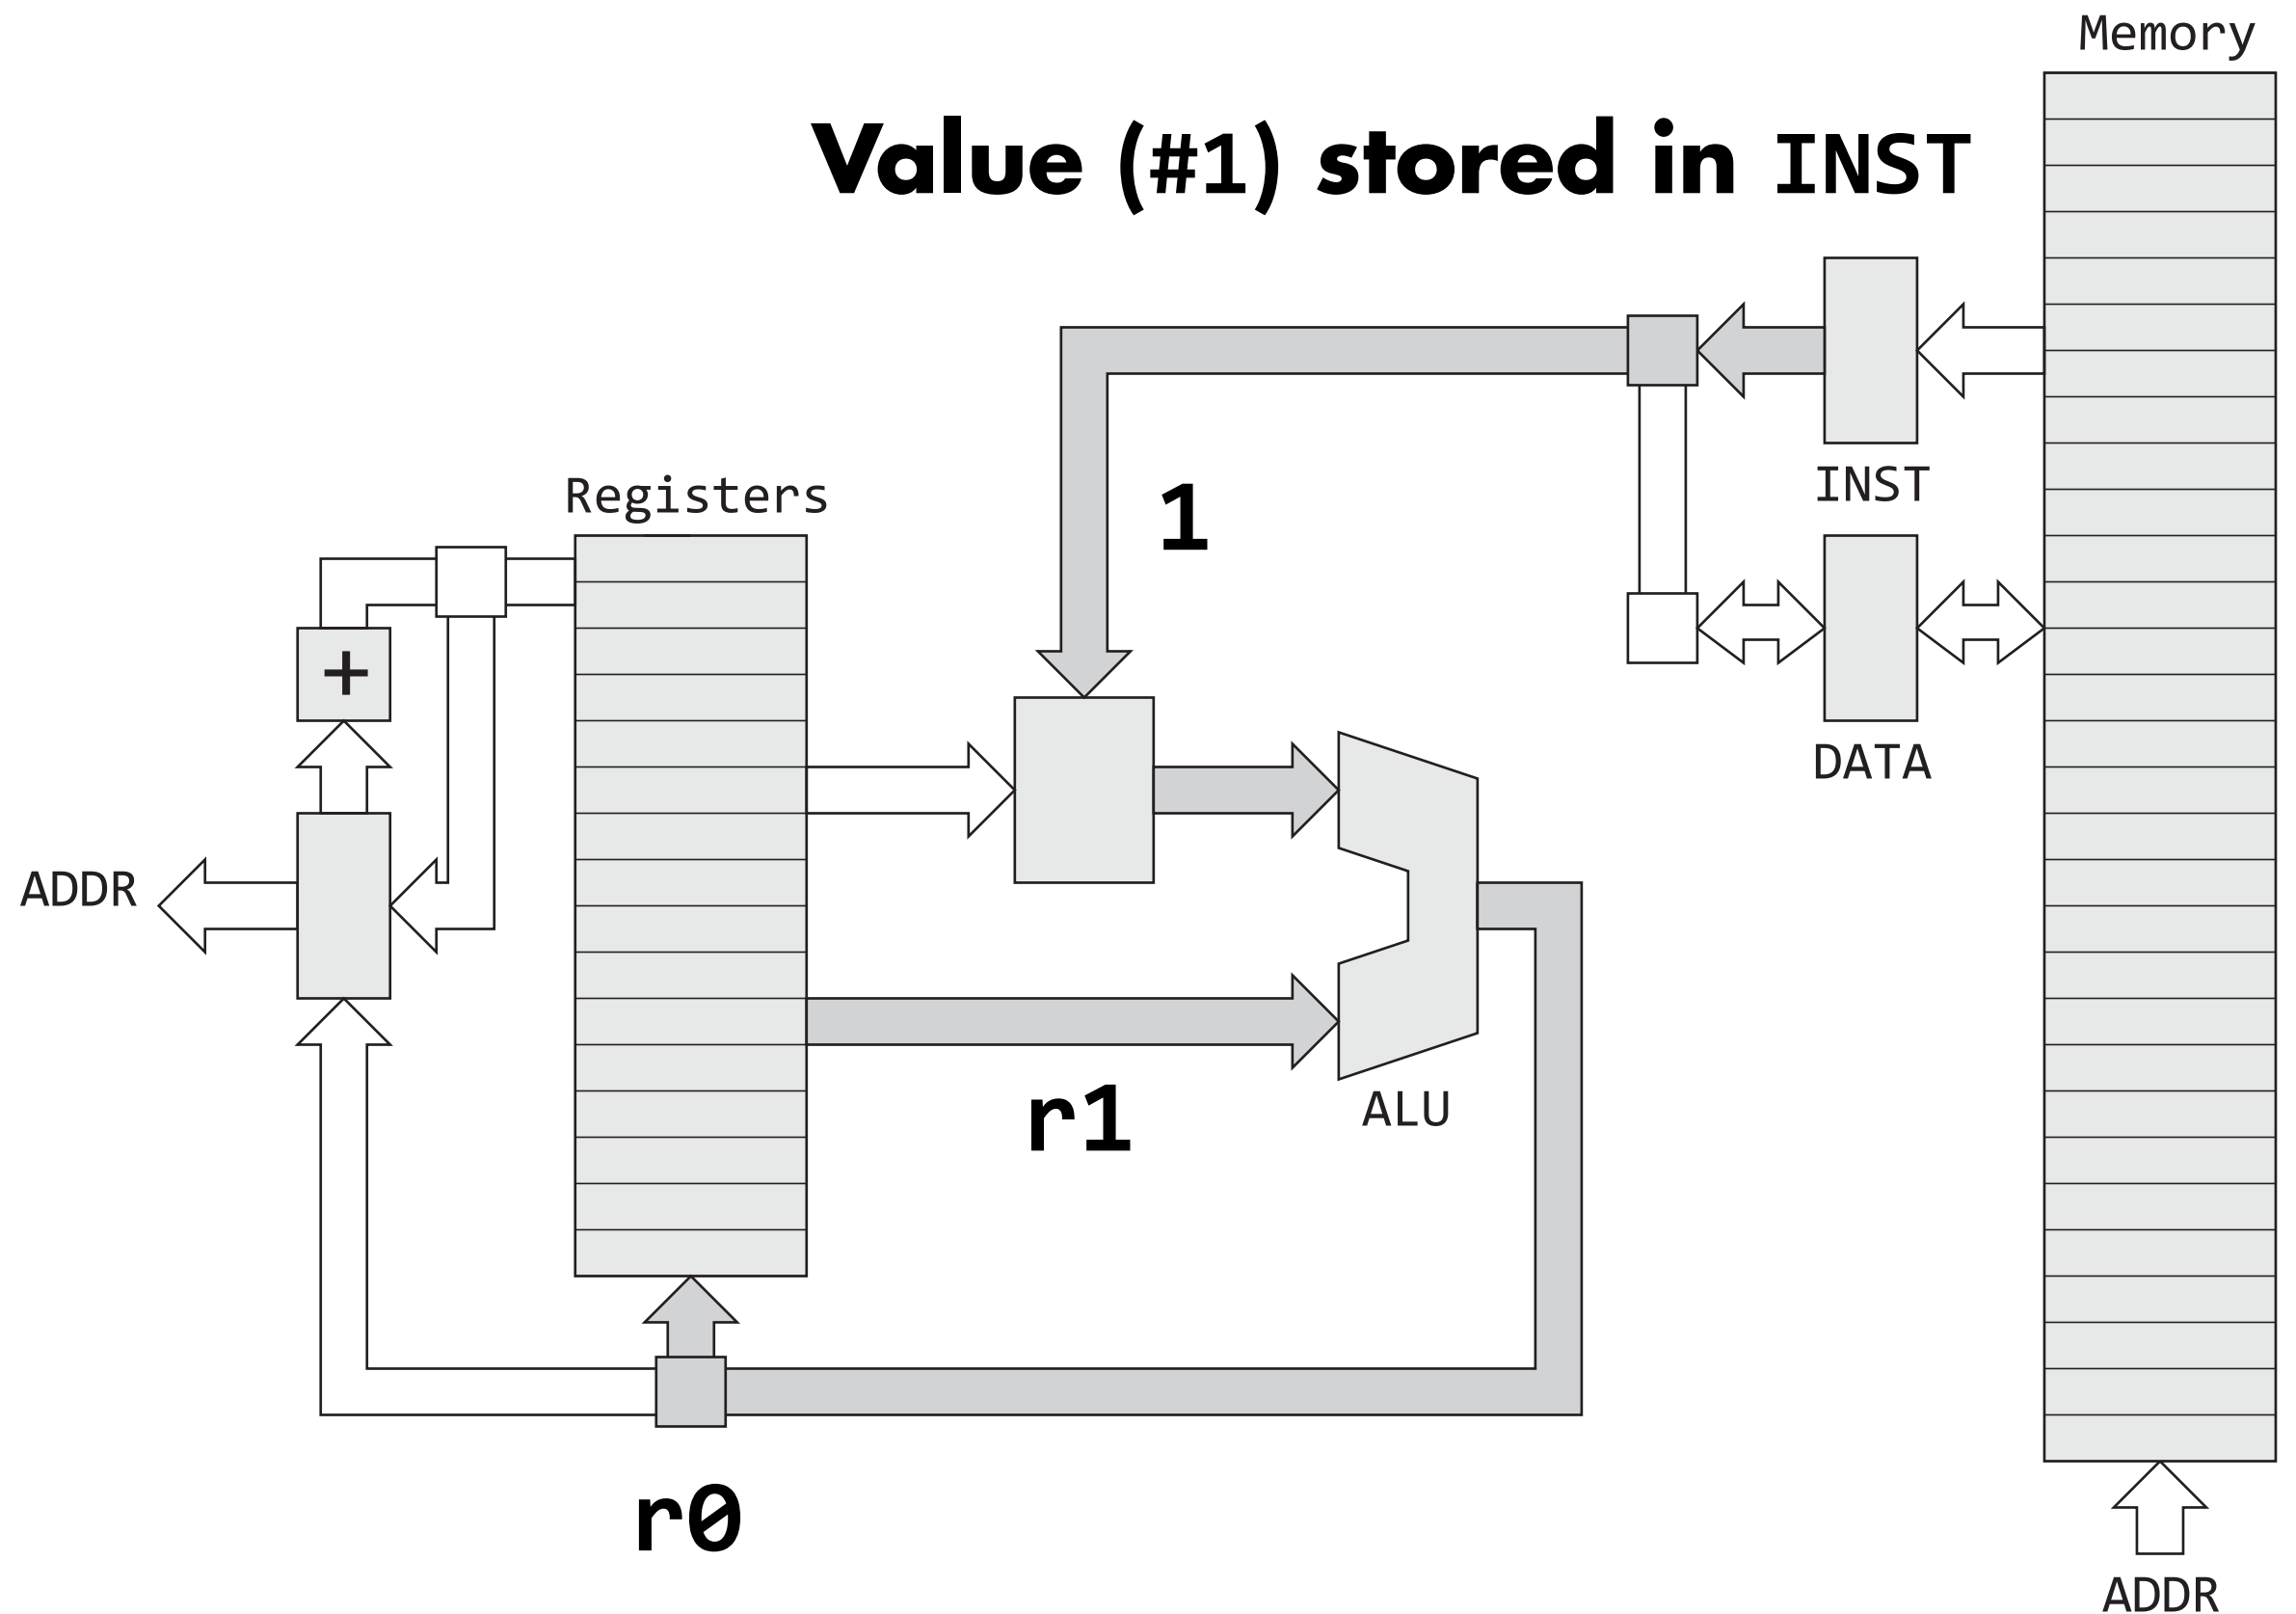 Memory
Value (#1) stored in INST
INST
Registers
1
+
DATA
ADDR
r1
ALU
r0
ADDR